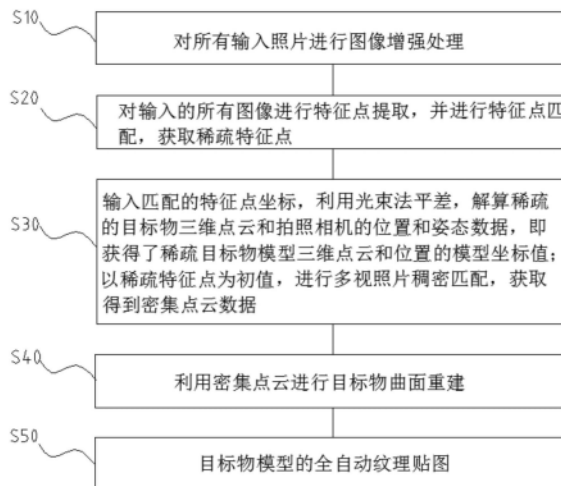 S10
对所有输入照片进行图像增强处理
S20
对输入的所有图像进行特征点提取，并进行特征点匹
配，获取稀疏特征点
S30
输入匹配的特征点坐标，利用光束法平差，解算稀疏
的目标物三维点云和拍照相机的位置和姿态数据，即
获得了稀疏目标物模型三维点云和位置的模型坐标值；
以稀疏特征点为初值，进行多视照片稠密匹配，获取
得到密集点云数据
S40
利用密集点云进行目标物曲面重建
S50
目标物模型的全自动纹理贴图